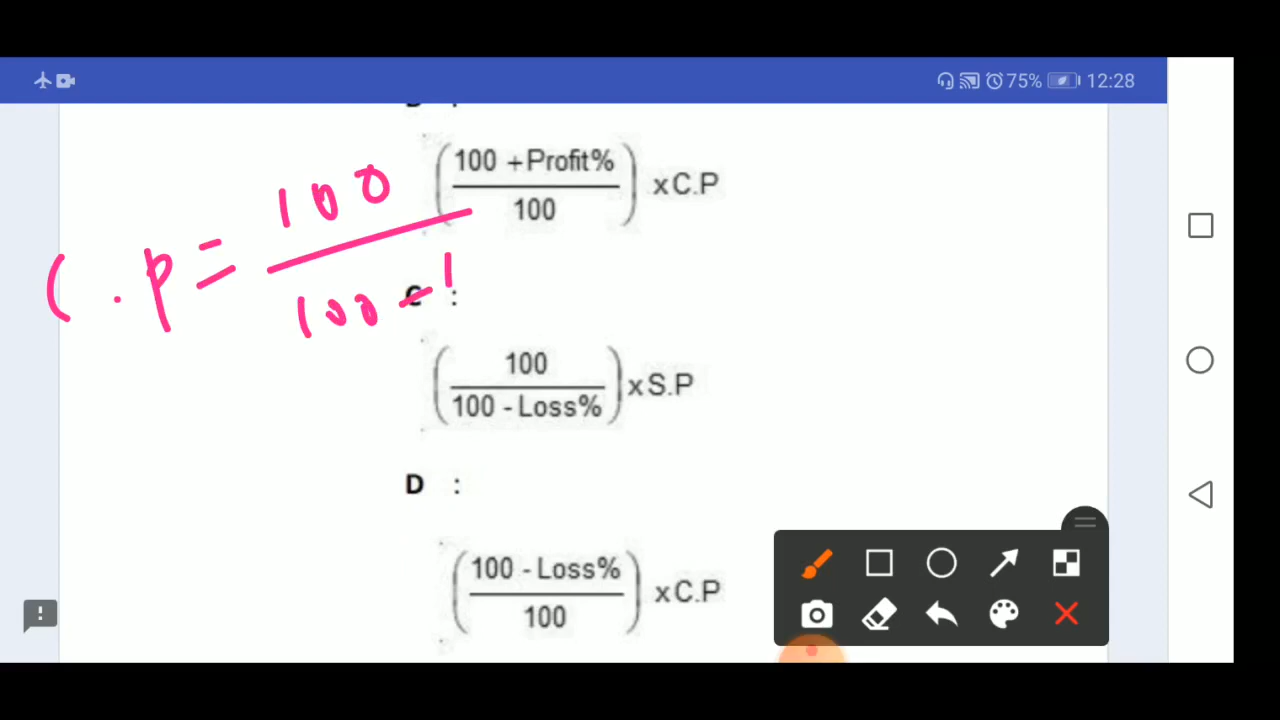 75% 12:28
(100 + Profit% / 100) x C.P
C.P = 100 / 100 - l
C :
(100 / 100 - Loss%) x S.P
D :
(100 - Loss% / 100) x C.P